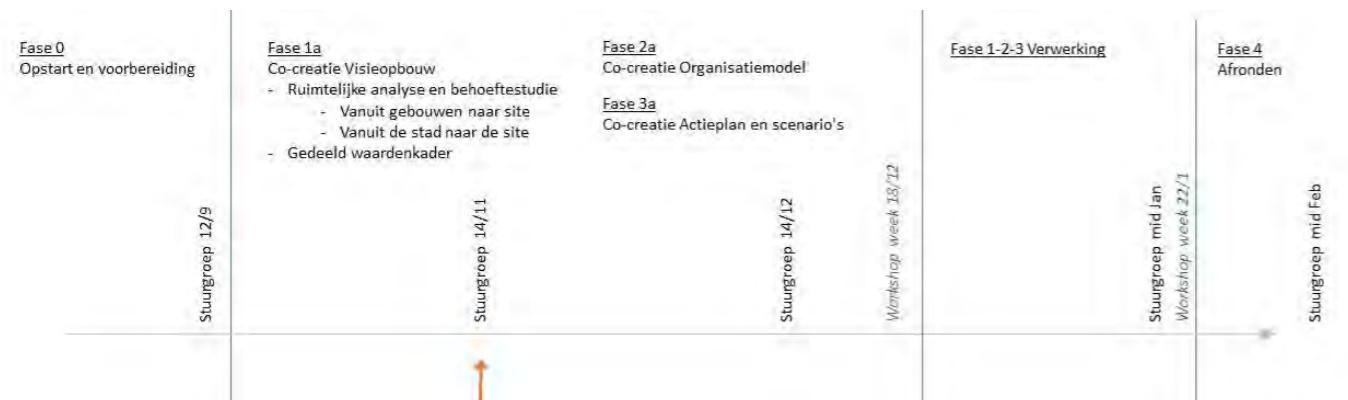 Fase 0
Opstart en voorbereiding
Fase 1a
Co-creatie Visieopbouw
- Ruimtelijke analyse en behoeftestudie
- Vanuit gebouwen naar site
- Vanuit de stad naar de site
- Gedeeld waardenkader
Fase 2a
Co-creatie Organisatiemodel
Fase 3a
Co-creatie Actieplan en scenario's
Fase 1-2-3 Verwerking
Fase 4
Afronden
Stuurgroep 12/9
Stuurgroep 14/11
Stuurgroep 14/12
Workshop week 18/12
Stuurgroep mid Jan
Workshop week 22/1
Stuurgroep mid Feb